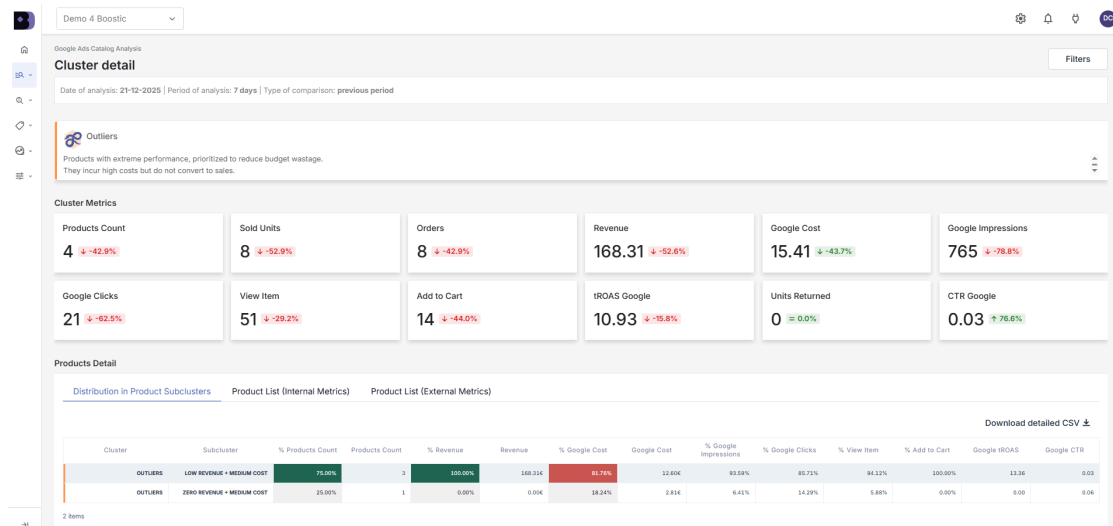 Demo 4 Boostic
DC
Google Ads Catalog Analysis
Cluster detail
Filters
Date of analysis: 21-12-2025 | Period of analysis: 7 days | Type of comparison: previous period
Outliers
Products with extreme performance, prioritized to reduce budget wastage.
They incur high costs but do not convert to sales.
Cluster Metrics
Products Count Sold Units Orders Revenue Google Cost Google Impressions
4 ↓ -42.9% 8 ↓ -52.9% 8 ↓ -42.9% 168.31 ↓ -52.6% 15.41 ↓ -43.7% 765 ↓ -78.8%
Google Clicks View Item Add to Cart tROAS Google Units Returned CTR Google
21 ↓ -62.5% 51 ↓ -29.2% 14 ↓ -44.0% 10.93 ↓ -15.8% 0 = 0.0% 0.03 ↑ 76.6%
Products Detail
Distribution in Product Subclusters Product List (Internal Metrics) Product List (External Metrics)
Download detailed CSV
Cluster Subcluster % Products Count Products Count % Revenue Revenue % Google Cost Google Cost % Google Impressions % Google Clicks % View Item % Add to Cart Google tROAS Google CTR
OUTLIERS LOW REVENUE + MEDIUM COST 75.00% 3 100.00% 168.31€ 81.76% 12.60€ 93.59% 85.71% 94.12% 100.00% 13.36 0.03
OUTLIERS ZERO REVENUE + MEDIUM COST 25.00% 1 0.00% 0.00€ 18.24% 2.81€ 6.41% 14.29% 5.88% 0.00% 0.00 0.06
2 items